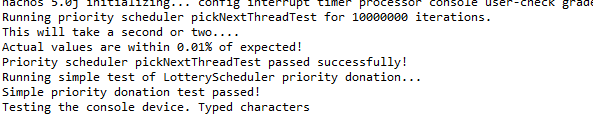 nachos 5.0j initializing... config interrupt timer processor console user-check grade
Running priority scheduler pickNextThreadTest for 10000000 iterations.
This will take a second or two....
Actual values are within 0.01% of expected!
Priority scheduler pickNextThreadTest passed successfully!
Running simple test of LotteryScheduler priority donation...
Simple priority donation test passed!
Testing the console device. Typed characters